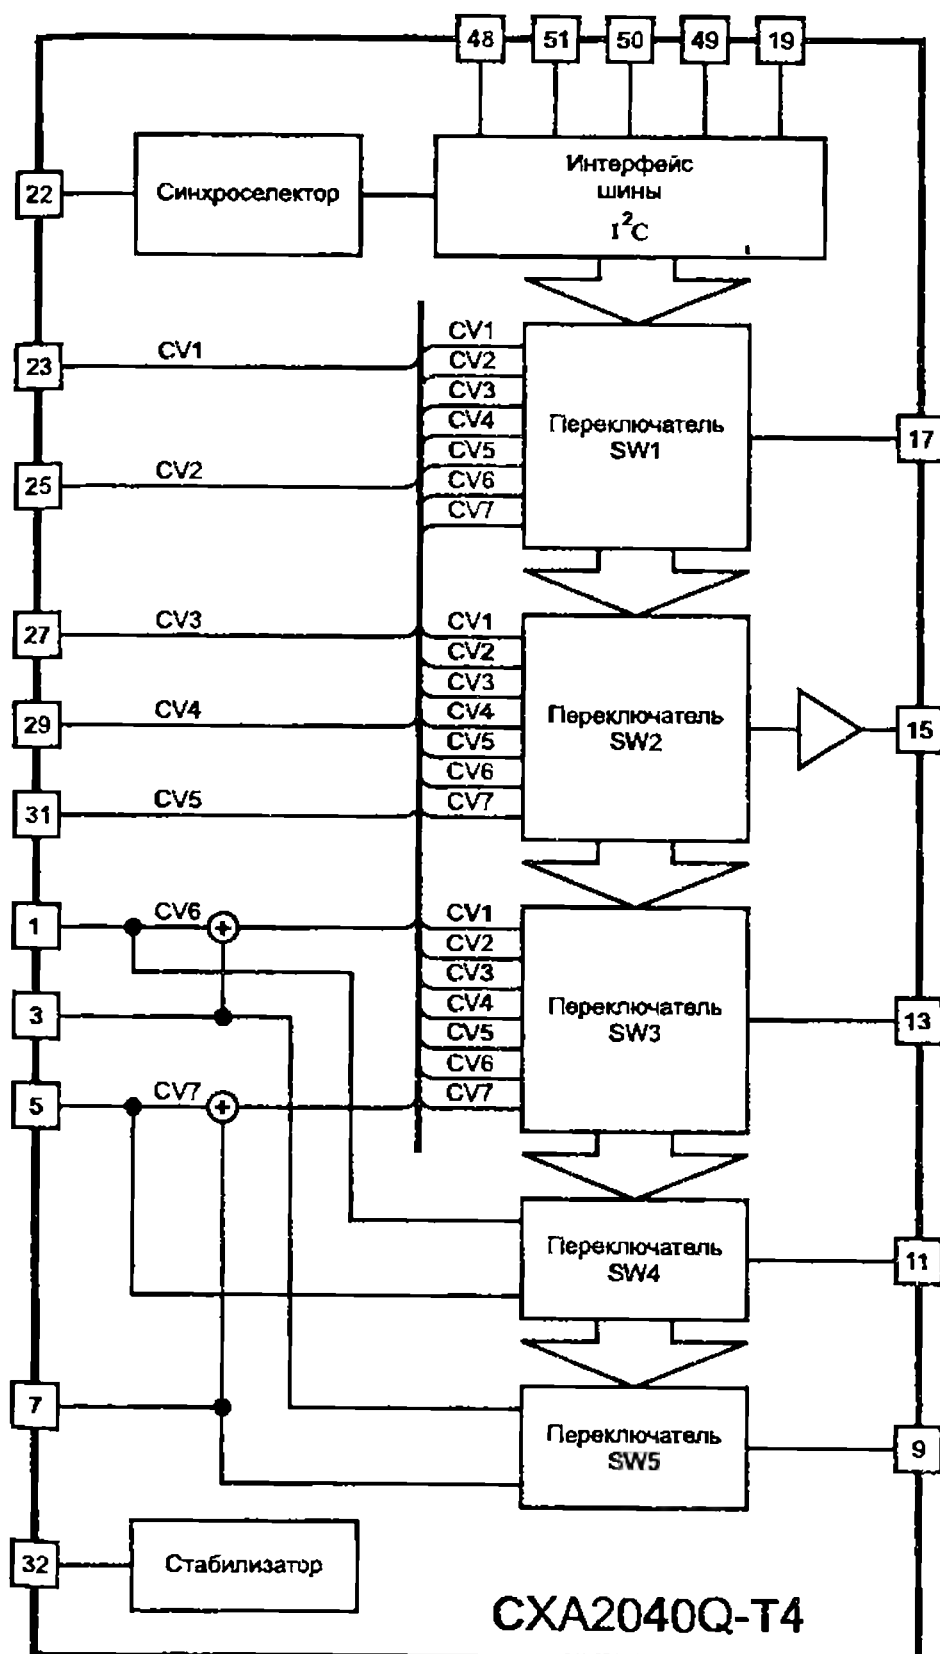 48 51 50 49 19
22
Синхроселектор
Интерфейс
шины
I²C
23
CV1
CV1
CV2
CV3
CV4
CV5
CV6
CV7
Переключатель
SW1
17
25
CV2
27
CV3
CV1
CV2
CV3
CV4
CV5
CV6
CV7
Переключатель
SW2
15
29
CV4
31
CV5
1
CV6
+
CV1
CV2
CV3
CV4
CV5
CV6
CV7
Переключатель
SW3
13
3
5
CV7
+
Переключатель
SW4
11
7
Переключатель
SW5
9
32
Стабилизатор
CXA2040Q-T4